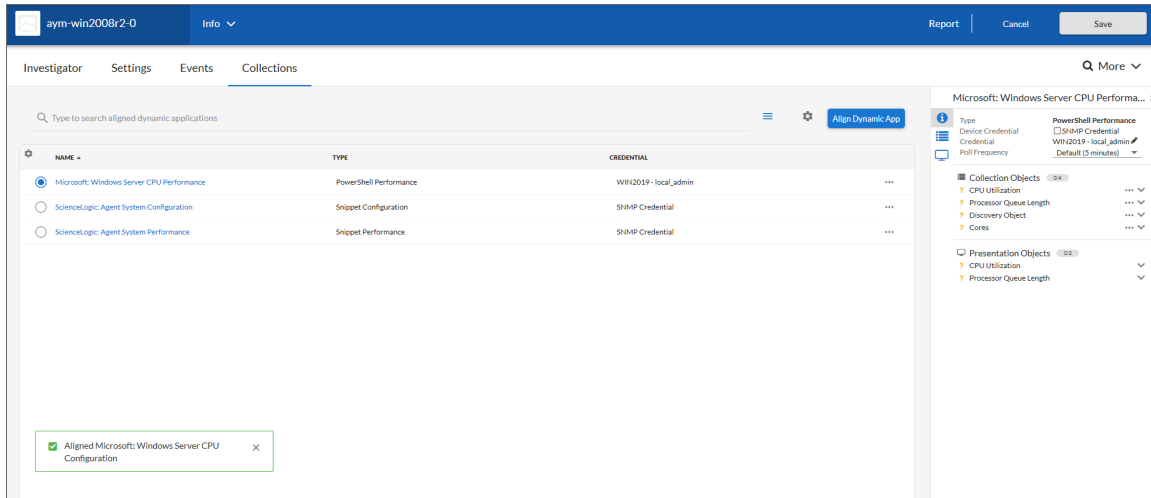 aym-win2008r2-0 Info Report Cancel Save
Investigator Settings Events Collections More
Type to search aligned dynamic applications Align Dynamic App
NAME TYPE CREDENTIAL
Microsoft: Windows Server CPU Performance PowerShell Performance WIN2019 - local_admin ...
ScienceLogic: Agent System Configuration Snippet Configuration SNMP Credential ...
ScienceLogic: Agent System Performance Snippet Performance SNMP Credential ...
Aligned Microsoft: Windows Server CPU
Configuration
Microsoft: Windows Server CPU Performa...
Type PowerShell Performance
Device Credential SNMP Credential
Credential WIN2019 - local_admin
Poll Frequency Default (5 minutes)
Collection Objects 0/4
? CPU Utilization ...
? Processor Queue Length ...
? Discovery Object ...
? Cores ...
Presentation Objects 0/2
? CPU Utilization
? Processor Queue Length